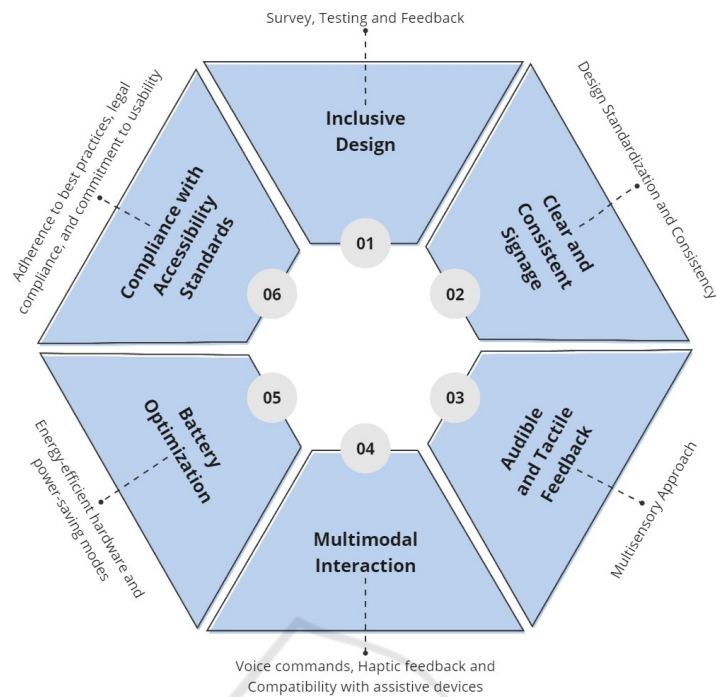 Survey, Testing and Feedback
Inclusive
Design
01
Design Standardization and Consistency
Clear and
Consistent
Signage
02
03
Audible
and Tactile
Feedback
Multisensory Approach
04
Multimodal
Interaction
Voice commands, Haptic feedback and
Compatibility with assistive devices
05
Battery
Optimization
Energy-efficient hardware and
power-saving modes
06
Compliance with
Accessibility
Standards
Adherence to best practices, legal
compliance, and commitment to usability